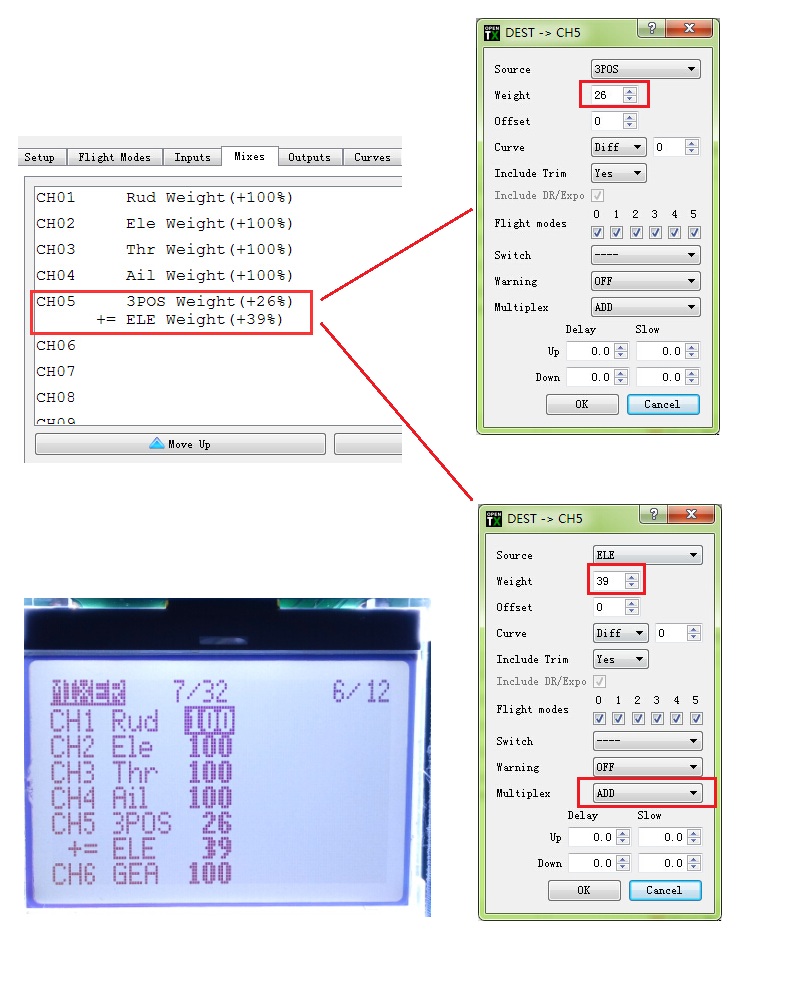 Setup Flight Modes Inputs Mixes Outputs Curves
CH01 Rud Weight(+100%)
CH02 Ele Weight(+100%)
CH03 Thr Weight(+100%)
CH04 Ail Weight(+100%)
CH05 3POS Weight(+26%)
+= ELE Weight(+39%)
CH06
CH07
CH08
CH09
Move Up
OPEN TX DEST -> CH5 ?
Source 3POS
Weight 26
Offset 0
Curve Diff 0
Include Trim Yes
Include DR/Expo
0 1 2 3 4 5
Flight modes
Switch ----
Warning OFF
Multiplex ADD
Delay Slow
Up 0.0 0.0
Down 0.0 0.0
OK Cancel
MIXER 7/32 6/12
CH1 Rud 100
CH2 Ele 100
CH3 Thr 100
CH4 Ail 100
CH5 3POS 26
+= ELE 39
CH6 GEA 100
OPEN TX DEST -> CH5 ?
Source ELE
Weight 39
Offset 0
Curve Diff 0
Include Trim Yes
Include DR/Expo
0 1 2 3 4 5
Flight modes
Switch ----
Warning OFF
Multiplex ADD
Delay Slow
Up 0.0 0.0
Down 0.0 0.0
OK Cancel